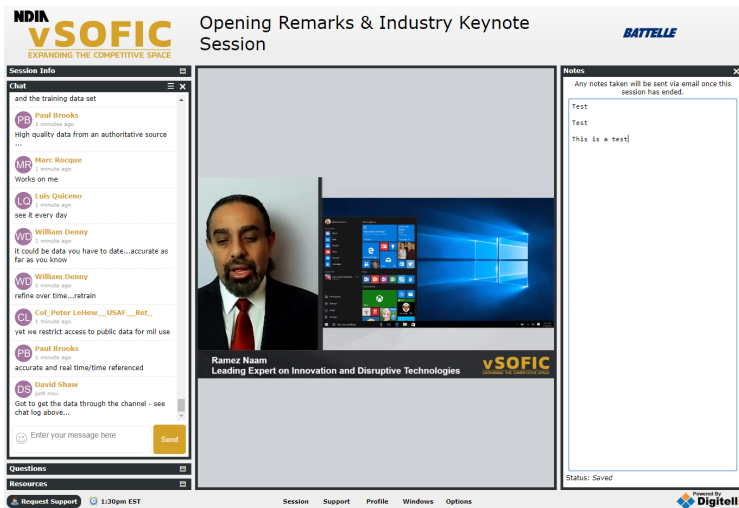 NDIA
vSOFIC
EXPANDING THE COMPETITIVE SPACE
Opening Remarks & Industry Keynote
Session
BATTELLE
Session Info
Chat
and the training data set
PB
Paul Brooks
1 minutes ago
High quality data from an authoritative source
...
MR
Marc Rocque
1 minute ago
Works on me
LQ
Luis Quiceno
1 minute ago
see it every day
WD
William Denny
1 minute ago
it could be data you have to date...accurate as
far as you know
WD
William Denny
1 minute ago
refine over time...retrain
CL
Col_Peter LeHew__USAF__Ret_
1 minute ago
yet we restrict access to public data for mil use
PB
Paul Brooks
1 minute ago
accurate and real time/time referenced
DS
David Shaw
just now
Got to get the data through the channel - see
chat log above...
Enter your message here
Send
Questions
Resources
Ramez Naam
Leading Expert on Innovation and Disruptive Technologies
vSOFIC
EXPANDING THE COMPETITIVE SPACE
Notes
Any notes taken will be sent via email once this
session has ended.
Test
Test
This is a test
Status: Saved
Request Support
1:30pm EST
Session
Support
Profile
Windows
Options
Powered By
Digitell